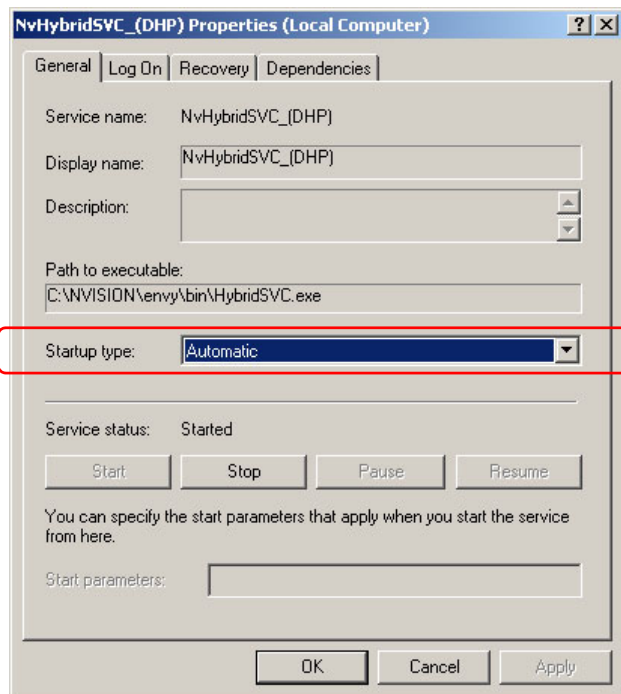 NvHybridSVC_(DHP) Properties (Local Computer)
General Log On Recovery Dependencies
Service name: NvHybridSVC_(DHP)
Display name: NvHybridSVC_(DHP)
Description:
Path to executable:
C:\NVISION\envy\bin\HybridSVC.exe
Startup type: Automatic
Service status: Started
Start Stop Pause Resume
You can specify the start parameters that apply when you start the service
from here.
Start parameters:
OK Cancel Apply